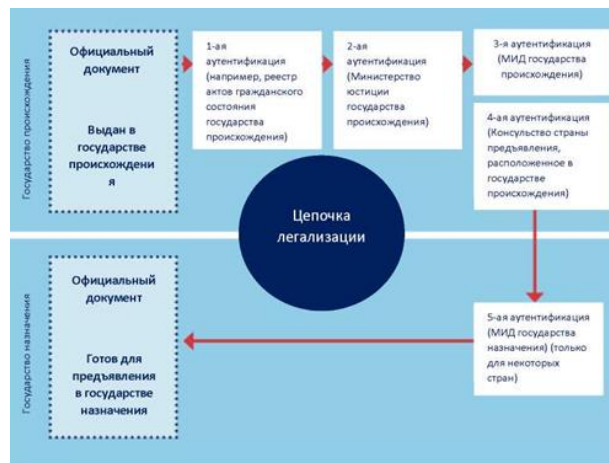 Государство происхождения
Официальный
документ
Выдан в
государстве
происхождени
я
1-ая
аутентификация
(например, реестр
актов гражданского
состояния
государства
происхождения)
2-ая
аутентификация
(Министерство
юстиции
государства
происхождения)
3-я аутентификация
(МИД государства
происхождения)
4-ая аутентификация
(Консульство страны
предъявления,
расположенное в
государстве
происхождения)
Цепочка
легализации
Государство назначения
Официальный
документ
Готов для
предъявления
в государстве
назначения
5-ая аутентификация
(МИД государства
назначения) (только
для некоторых
стран)